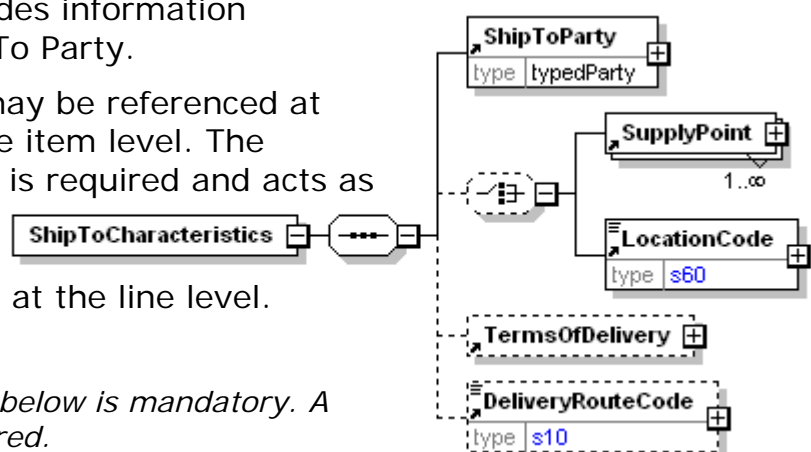 des information
To Party.
may be referenced at
e item level. The
is required and acts as
at the line level.
below is mandatory. A
red.
ShipToCharacteristics
ShipToParty
type typedParty
SupplyPoint
1..∞
LocationCode
type s60
TermsOfDelivery
DeliveryRouteCode
type s10